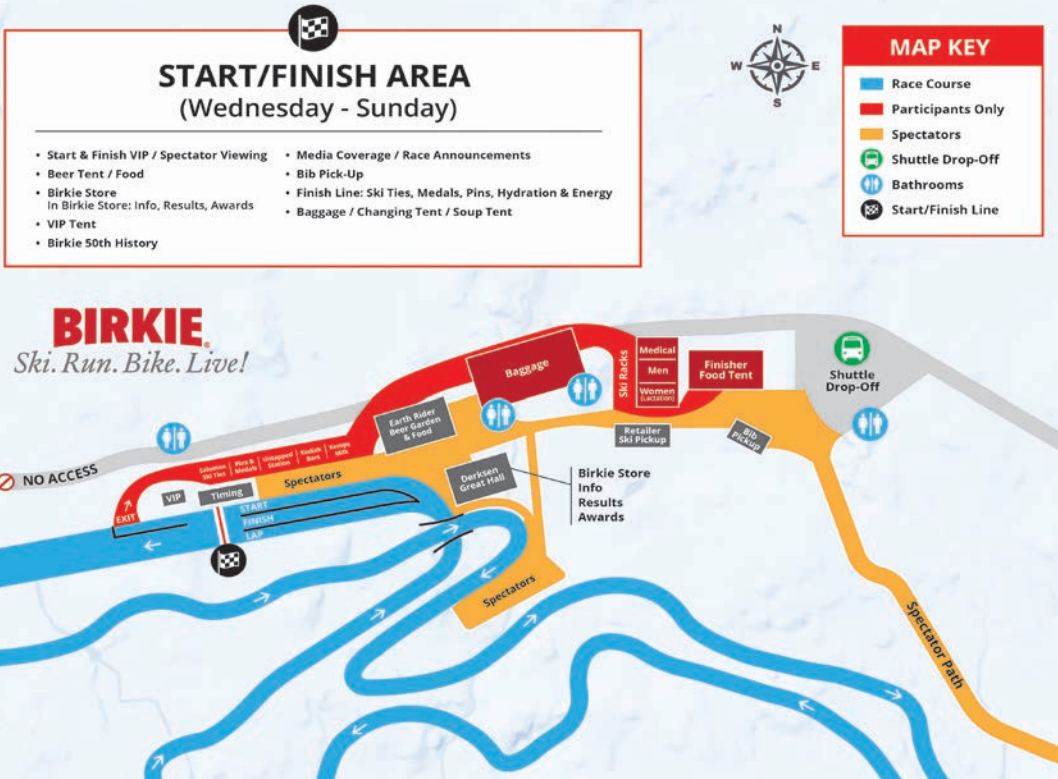 START/FINISH AREA
(Wednesday - Sunday)
• Start & Finish VIP / Spectator Viewing
• Beer Tent / Food
• Birkie Store
In Birkie Store: Info, Results, Awards
• VIP Tent
• Birkie 50th History
• Media Coverage / Race Announcements
• Bib Pick-Up
• Finish Line: Ski Ties, Medals, Pins, Hydration & Energy
• Baggage / Changing Tent / Soup Tent
N
W
E
S
MAP KEY
Race Course
Participants Only
Spectators
Shuttle Drop-Off
Bathrooms
Start/Finish Line
BIRKIE®
Ski. Run. Bike. Live!
Baggage
Ski Racks
Medical
Men
Women
(Lactation)
Finisher
Food Tent
Shuttle
Drop-Off
Earth Rider
Beer Garden
& Food
Retailer
Ski Pickup
Bib
Pickup
NO ACCESS
Salomon
Ski Ties
Pins &
Medals
Untapped
Station
Kodiak
Bars
Kemps
Milk
Spectators
Derksen
Great Hall
Birkie Store
Info
Results
Awards
VIP
Timing
EXIT
START
FINISH
LAP
Spectators
Spectator Path